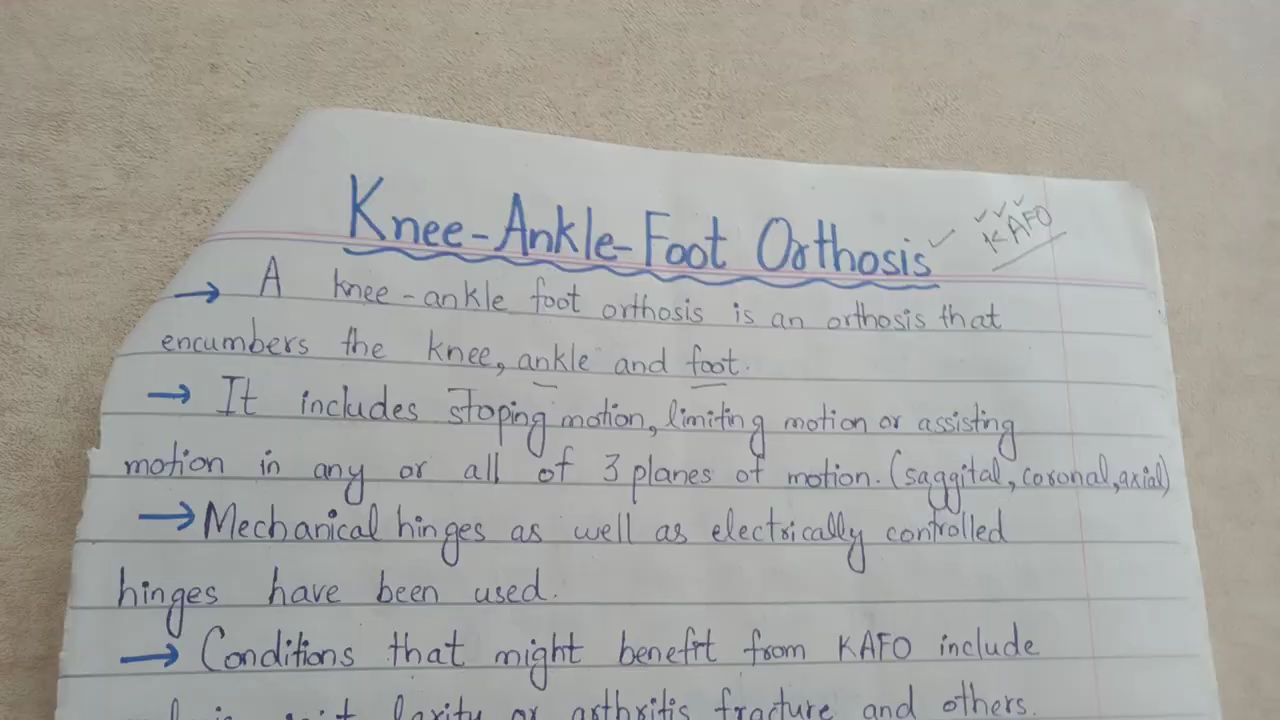 Knee-Ankle-Foot Orthosis KAFO
→ A knee-ankle foot orthosis is an orthosis that
encumbers the knee, ankle and foot.
→ It includes stoping motion, limiting motion or assisting
motion in any or all of 3 planes of motion. (saggital, coronal, axial)
→ Mechanical hinges as well as electrically controlled
hinges have been used.
→ Conditions that might benefit from KAFO include
laxity or arthritis fracture and others.